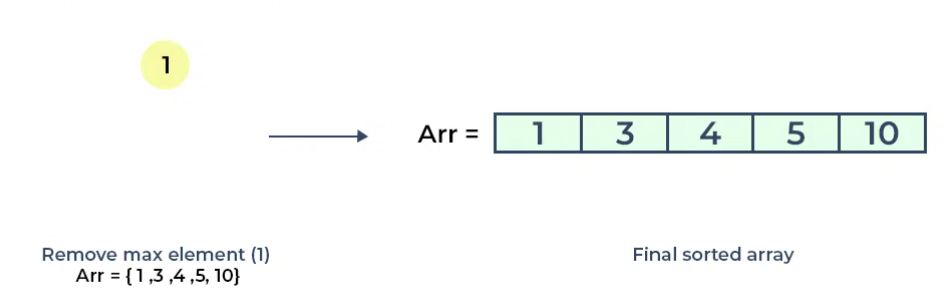 1
Arr = 1 3 4 5 10
Remove max element (1)
Arr = { 1 ,3 ,4 ,5, 10}
Final sorted array